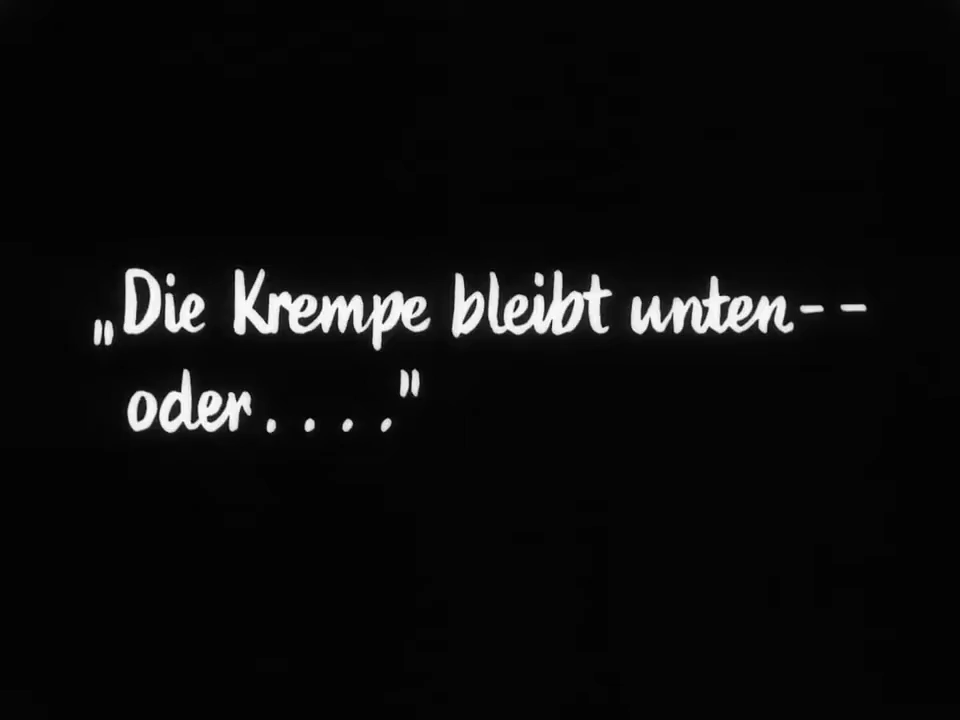 „Die Krempe bleibt unten--
oder . . . ."